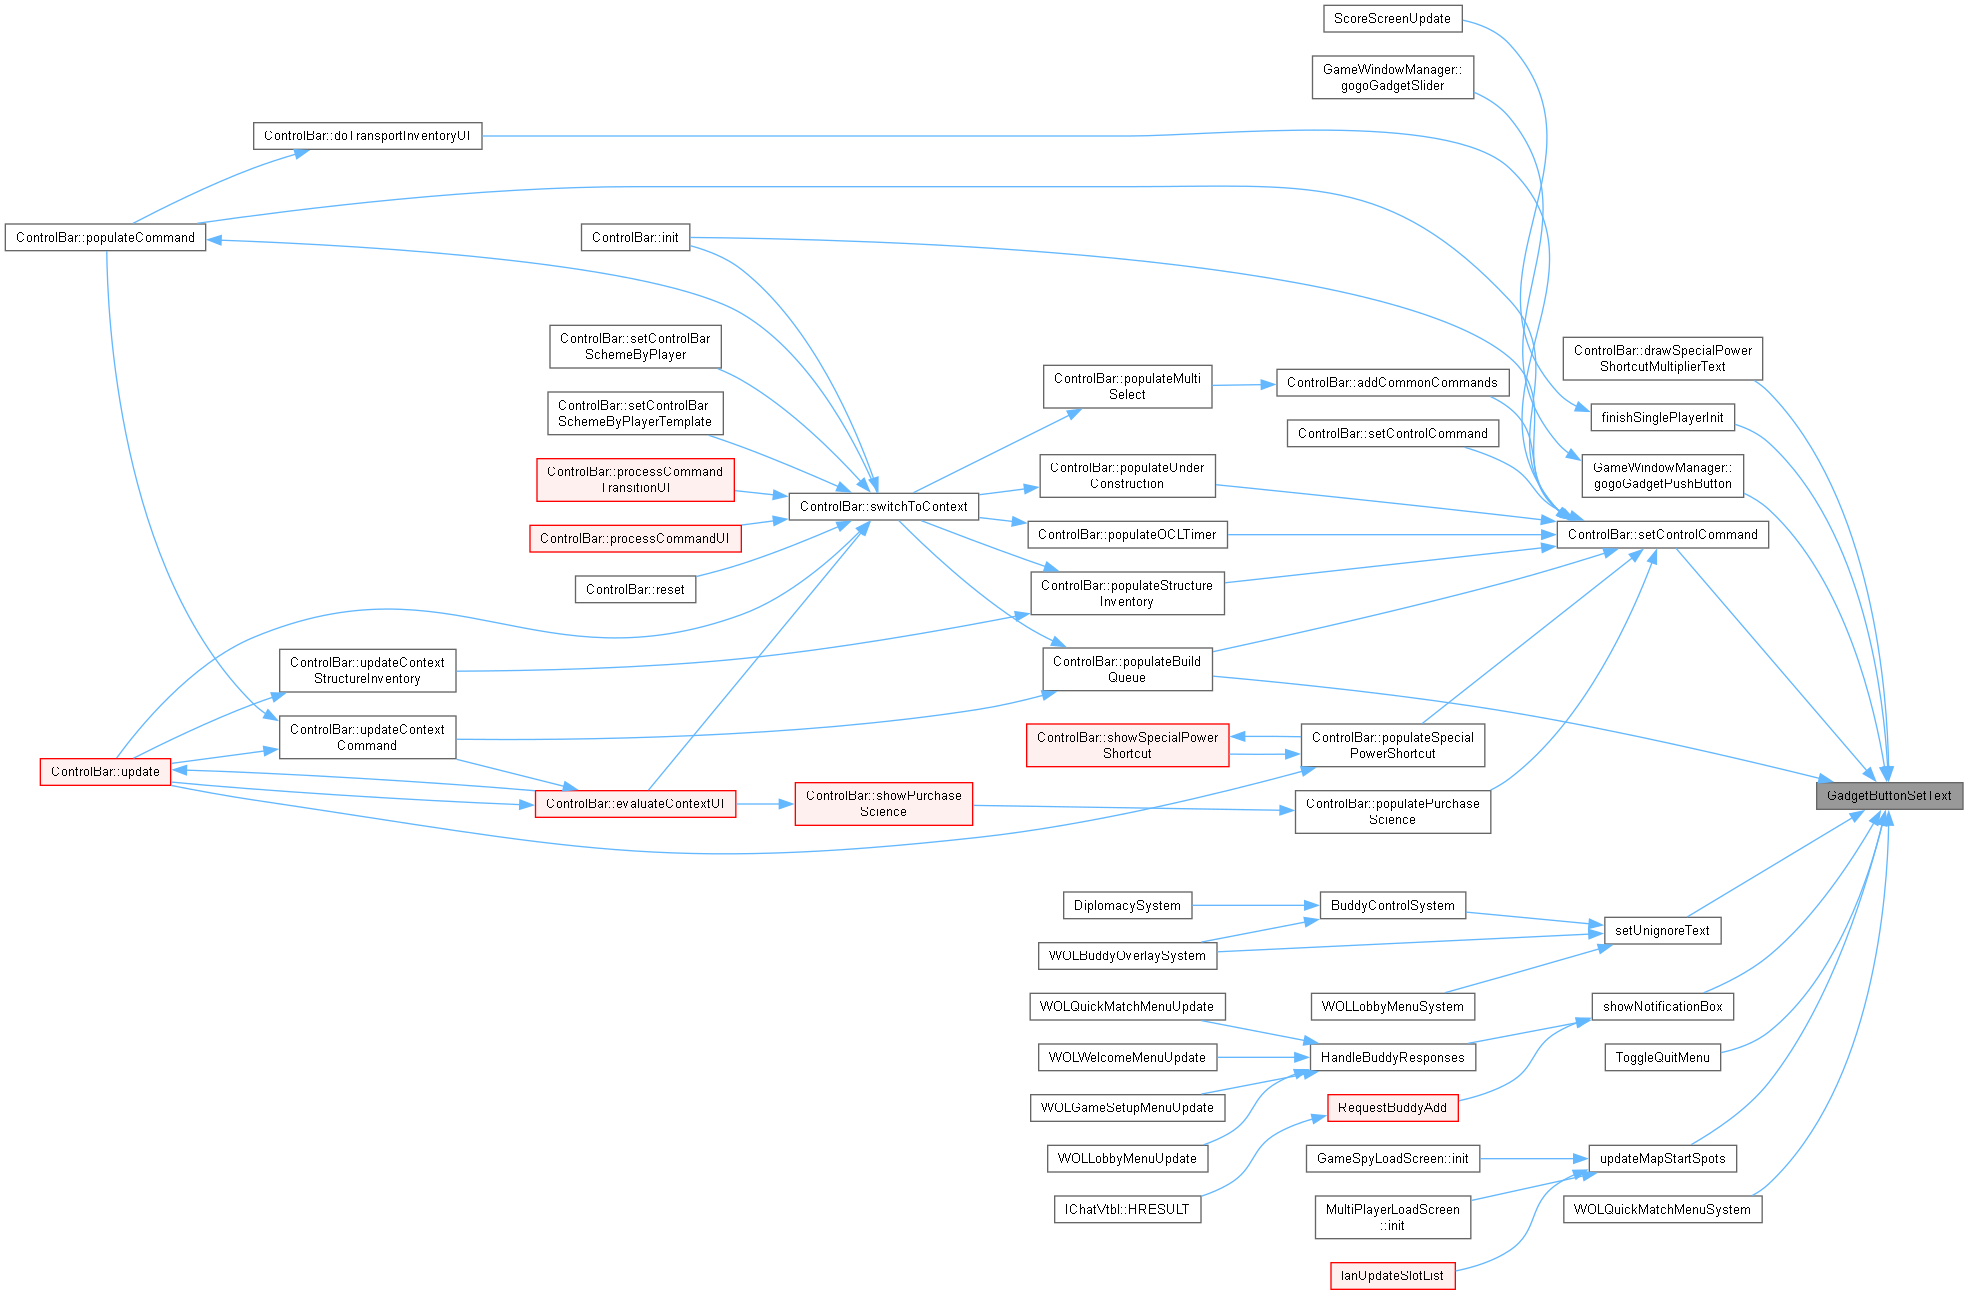 ScoreScreenUpdate
GameWindowManager::
gogoGadgetSlider
ControlBar::doTransportInventoryUI
ControlBar::populateCommand
ControlBar::init
ControlBar::setControlBar
SchemeByPlayer
ControlBar::drawSpecialPower
ShortcutMultiplierText
ControlBar::populateMulti
Select
ControlBar::addCommonCommands
ControlBar::setControlBar
SchemeByPlayerTemplate
finishSinglePlayerInit
ControlBar::setControlCommand
ControlBar::processCommand
TransitionUI
ControlBar::populateUnder
Construction
GameWindowManager::
gogoGadgetPushButton
ControlBar::switchToContext
ControlBar::processCommandUI
ControlBar::populateOCLTimer
ControlBar::setControlCommand
ControlBar::reset
ControlBar::populateStructure
Inventory
ControlBar::updateContext
StructureInventory
ControlBar::populateBuild
Queue
ControlBar::updateContext
Command
ControlBar::showSpecialPower
Shortcut
ControlBar::populateSpecial
PowerShortcut
ControlBar::update
ControlBar::evaluateContextUI
ControlBar::showPurchase
Science
ControlBar::populatePurchase
Science
GadgetButtonSetText
DiplomacySystem
BuddyControlSystem
setUnignoreText
WOLBuddyOverlaySystem
WOLQuickMatchMenuUpdate
WOLLobbyMenuSystem
showNotificationBox
WOLWelcomeMenuUpdate
HandleBuddyResponses
ToggleQuitMenu
WOLGameSetupMenuUpdate
RequestBuddyAdd
WOLLobbyMenuUpdate
GameSpyLoadScreen::init
updateMapStartSpots
IChatVtbl::HRESULT
MultiPlayerLoadScreen
::init
WOLQuickMatchMenuSystem
lanUpdateSlotList